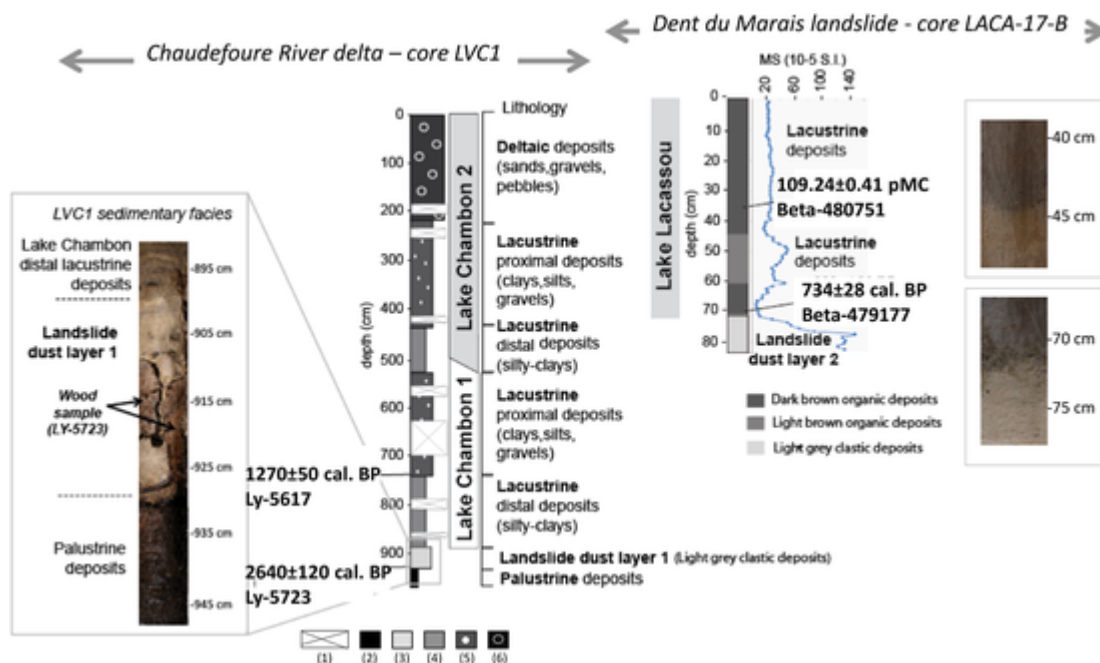 Chaudefoure River delta – core LVC1
Dent du Marais landslide - core LACA-17-B
LVC1 sedimentary facies
Lake Chambon
distal lacustrine
deposits
Landslide
dust layer 1
Wood
sample
(LY-5723)
Palustrine
deposits
-895 cm
-905 cm
-915 cm
-925 cm
-935 cm
-945 cm
1270±50 cal. BP
Ly-5617
2640±120 cal. BP
Ly-5723
depth (cm)
0
100
200
300
400
500
600
700
800
900
Lake Chambon 2
Lake Chambon 1
Lithology
Deltaic deposits
(sands,gravels,
pebbles)
Lacustrine
proximal deposits
(clays,silts,
gravels)
Lacustrine
distal deposits
(silty-clays)
Lacustrine
proximal deposits
(clays,silts,
gravels)
Lacustrine
distal deposits
(silty-clays)
Landslide dust layer 1 (Light grey clastic deposits)
Palustrine deposits
(1) (2) (3) (4) (5) (6)
MS (10-5 S.I.)
20 60 100 140
Lake Lacassou
depth (cm)
0
10
20
30
40
50
60
70
80
Lacustrine
deposits
109.24±0.41 pMC
Beta-480751
Lacustrine
deposits
734±28 cal. BP
Beta-479177
Landslide
dust layer 2
Dark brown organic deposits
Light brown organic deposits
Light grey clastic deposits
40 cm
45 cm
70 cm
75 cm